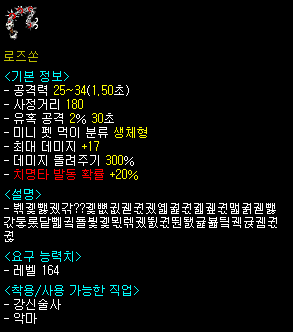 로즈쏜
<기본 정보>
- 공격력 25~34(1,50초)
- 사정거리 180
- 유혹 공격 2% 30초
- 미니 펫 먹이 분류 생체형
- 최대 데미지 +17
- 데미지 돌려주기 300%
- 치명타 발동 확률 +20%
<설명>
<요구 능력치>
- 레벨 164
<착용/사용 가능한 직업>
- 강신술사
- 악마